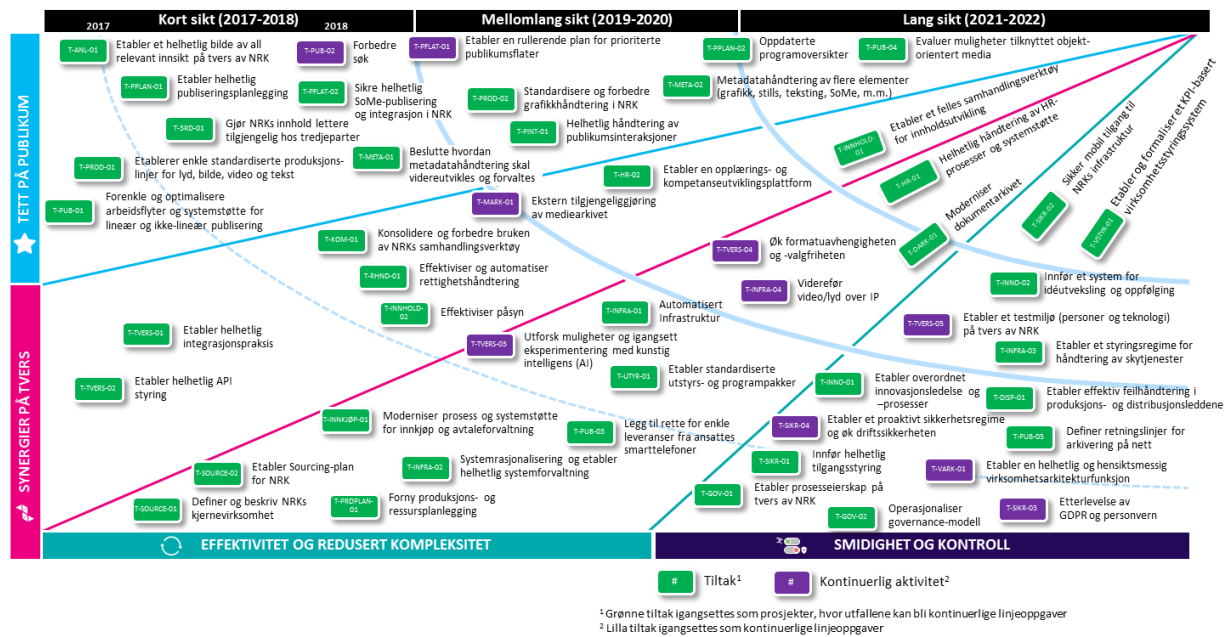 Kort sikt (2017-2018)
Mellomlang sikt (2019-2020)
Lang sikt (2021-2022)
2017
2018
TETT PÅ PUBLIKUM
SYNERGIER PÅ TVERS
T-ANL-01
Etabler et helhetlig bilde av all
relevant innsikt på tvers av NRK
T-PUB-02
Forbedre
søk
T-PFLAT-01
Etabler en rullerende plan for prioriterte
publikumsflater
T-PPLAN-02
Oppdaterte
programoversikter
T-PUB-04
Evaluer muligheter tilknyttet objekt-
orientert media
T-PPLAN-01
Etabler helhetlig
publiseringsplanlegging
T-PFLAT-02
Sikre helhetlig
SoMe-publisering
og integrasjon i NRK
T-PROD-02
Standardisere og forbedre
grafikkhåndtering i NRK
T-META-02
Metadatahåndtering av flere elementer
(grafikk, stills, teksting, SoMe, m.m.)
T-3RD-01
Gjør NRKs innhold lettere
tilgjengelig hos tredjeparter
T-PINT-01
Helhetlig håndtering av
publikumsinteraksjoner
T-INNHOLD-
01
Etabler et felles samhandlingsverktøy
for innholdsutvikling
T-PROD-01
Etablerer enkle standardiserte produksjons-
linjer for lyd, bilde, video og tekst
T-META-01
Beslutte hvordan
metadatahåndtering skal
videreutvikles og forvaltes
T-HR-02
Etabler en opplærings- og
kompetanseutviklingsplattform
T-HR-01
Helhetlig håndtering av HR-
prosesser og systemstøtte
T-SIKR-02
Sikker mobil tilgang til
NRKs infrastruktur
T-VSTYR-01
Etabler og formaliser et KPI-basert
virksomhetsstyringssystem
T-PUB-01
Forenkle og optimalisere
arbeidsflyter og systemstøtte for
lineær og ikke-lineær publisering
T-MARK-01
Ekstern tilgjengeliggjøring
av mediearkivet
T-DARK-01
Moderniser
dokumentarkivet
T-KOM-01
Konsolidere og forbedre bruken
av NRKs samhandlingsverktøy
T-TVERS-04
Øk formatuavhengigheten
og -valgfriheten
T-RHND-01
Effektiviser og automatiser
rettighetshåndtering
T-INFRA-04
Viderefør
video/lyd over IP
T-INNO-02
Innfør et system for
idéutveksling og oppfølging
T-INNHOLD-
02
Effektiviser påsyn
T-INFRA-01
Automatisert
Infrastruktur
T-TVERS-05
Etabler et testmiljø (personer og teknologi)
på tvers av NRK
T-TVERS-01
Etabler helhetlig
integrasjonspraksis
T-TVERS-03
Utforsk muligheter og igangsett
eksperimentering med kunstig
intelligens (AI)
T-INFRA-03
Etabler et styringsregime for
håndtering av skytjenester
T-TVERS-02
Etabler helhetlig API
styring
T-UTYR-01
Etabler standardiserte
utstyrs- og programpakker
T-INNO-01
Etabler overordnet
innovasjonsledelse og
–prosesser
T-DISP-01
Etabler effektiv feilhåndtering i
produksjons- og distribusjonsleddene
T-INNKJØP-01
Moderniser prosess og systemstøtte
for innkjøp og avtaleforvaltning
T-PUB-03
Legg til rette for enkle
leveranser fra ansattes
smarttelefoner
T-SIKR-04
Etabler et proaktivt sikkerhetsregime
og øk driftssikkerheten
T-PUB-05
Definer retningslinjer for
arkivering på nett
T-SOURCE-02
Etabler Sourcing-plan
for NRK
T-INFRA-02
Systemrasjonalisering og etabler
helhetlig systemforvaltning
T-SIKR-01
Innfør helhetlig
tilgangsstyring
T-VARK-01
Etabler en helhetlig og hensiktsmessig
virksomhetsarkitekturfunksjon
T-SOURCE-01
Definer og beskriv NRKs
kjernevirksomhet
T-PRDPLAN-
01
Forny produksjons- og
ressursplanlegging
T-GOV-01
Etabler prosesseierskap på
tvers av NRK
T-GOV-02
Operasjonaliser
governance-modell
T-SIKR-03
Etterlevelse av
GDPR og personvern
EFFEKTIVITET OG REDUSERT KOMPLEKSITET
SMIDIGHET OG KONTROLL
# Tiltak¹
# Kontinuerlig aktivitet²
¹ Grønne tiltak igangsettes som prosjekter, hvor utfallene kan bli kontinuerlige linjeoppgaver
² Lilla tiltak igangsettes som kontinuerlige linjeoppgaver